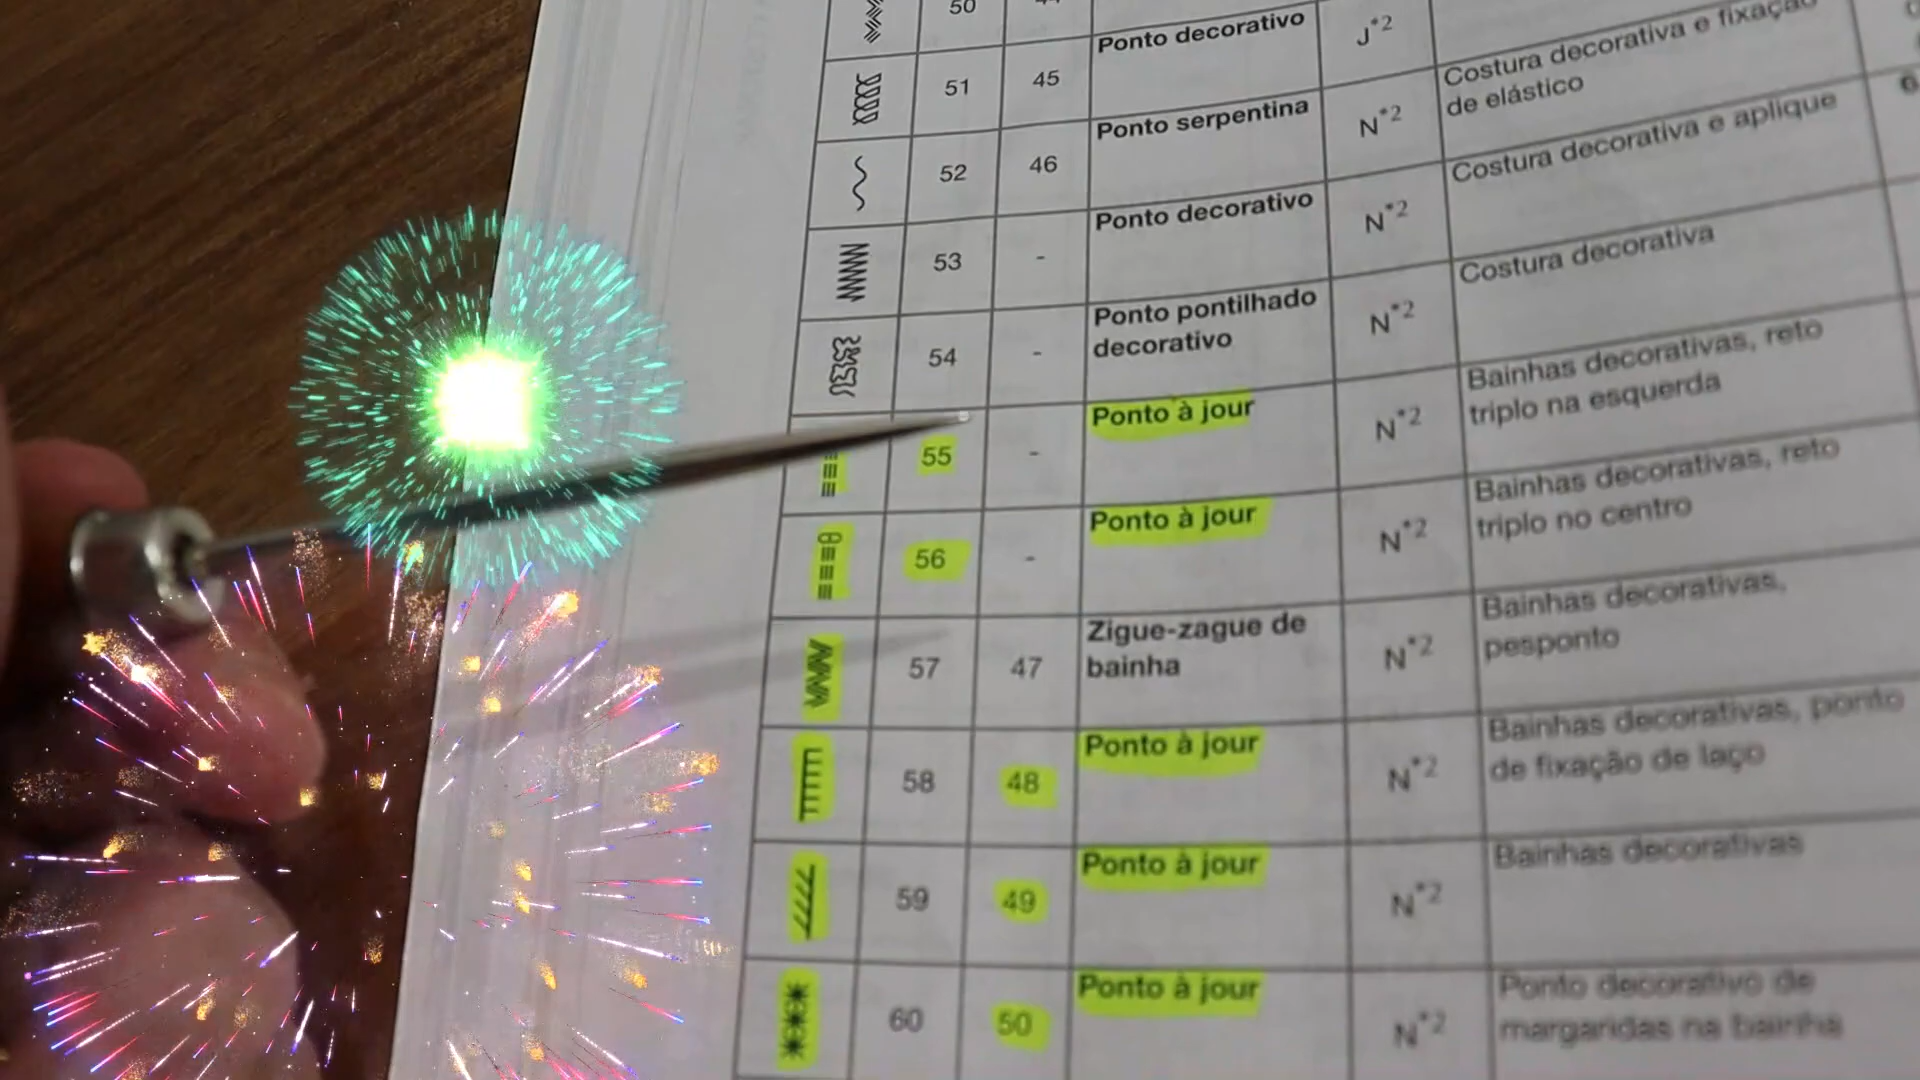 50
Ponto decorativo
J*2
Costura decorativa e fixação
de elástico
51
45
Ponto serpentina
N*2
Costura decorativa e aplique
52
46
Ponto decorativo
N*2
Costura decorativa
53
-
Ponto pontilhado
decorativo
N*2
Bainhas decorativas, reto
triplo na esquerda
54
-
Ponto à jour
N*2
Bainhas decorativas, reto
triplo no centro
55
-
Ponto à jour
N*2
Bainhas decorativas,
pesponto
56
-
Zigue-zague de
bainha
N*2
Bainhas decorativas, ponto
de fixação de laço
57
47
Ponto à jour
N*2
Bainhas decorativas
58
48
Ponto à jour
N*2
Ponto decorativo de
margaridas na bainha
59
49
Ponto à jour
N*2
60
50